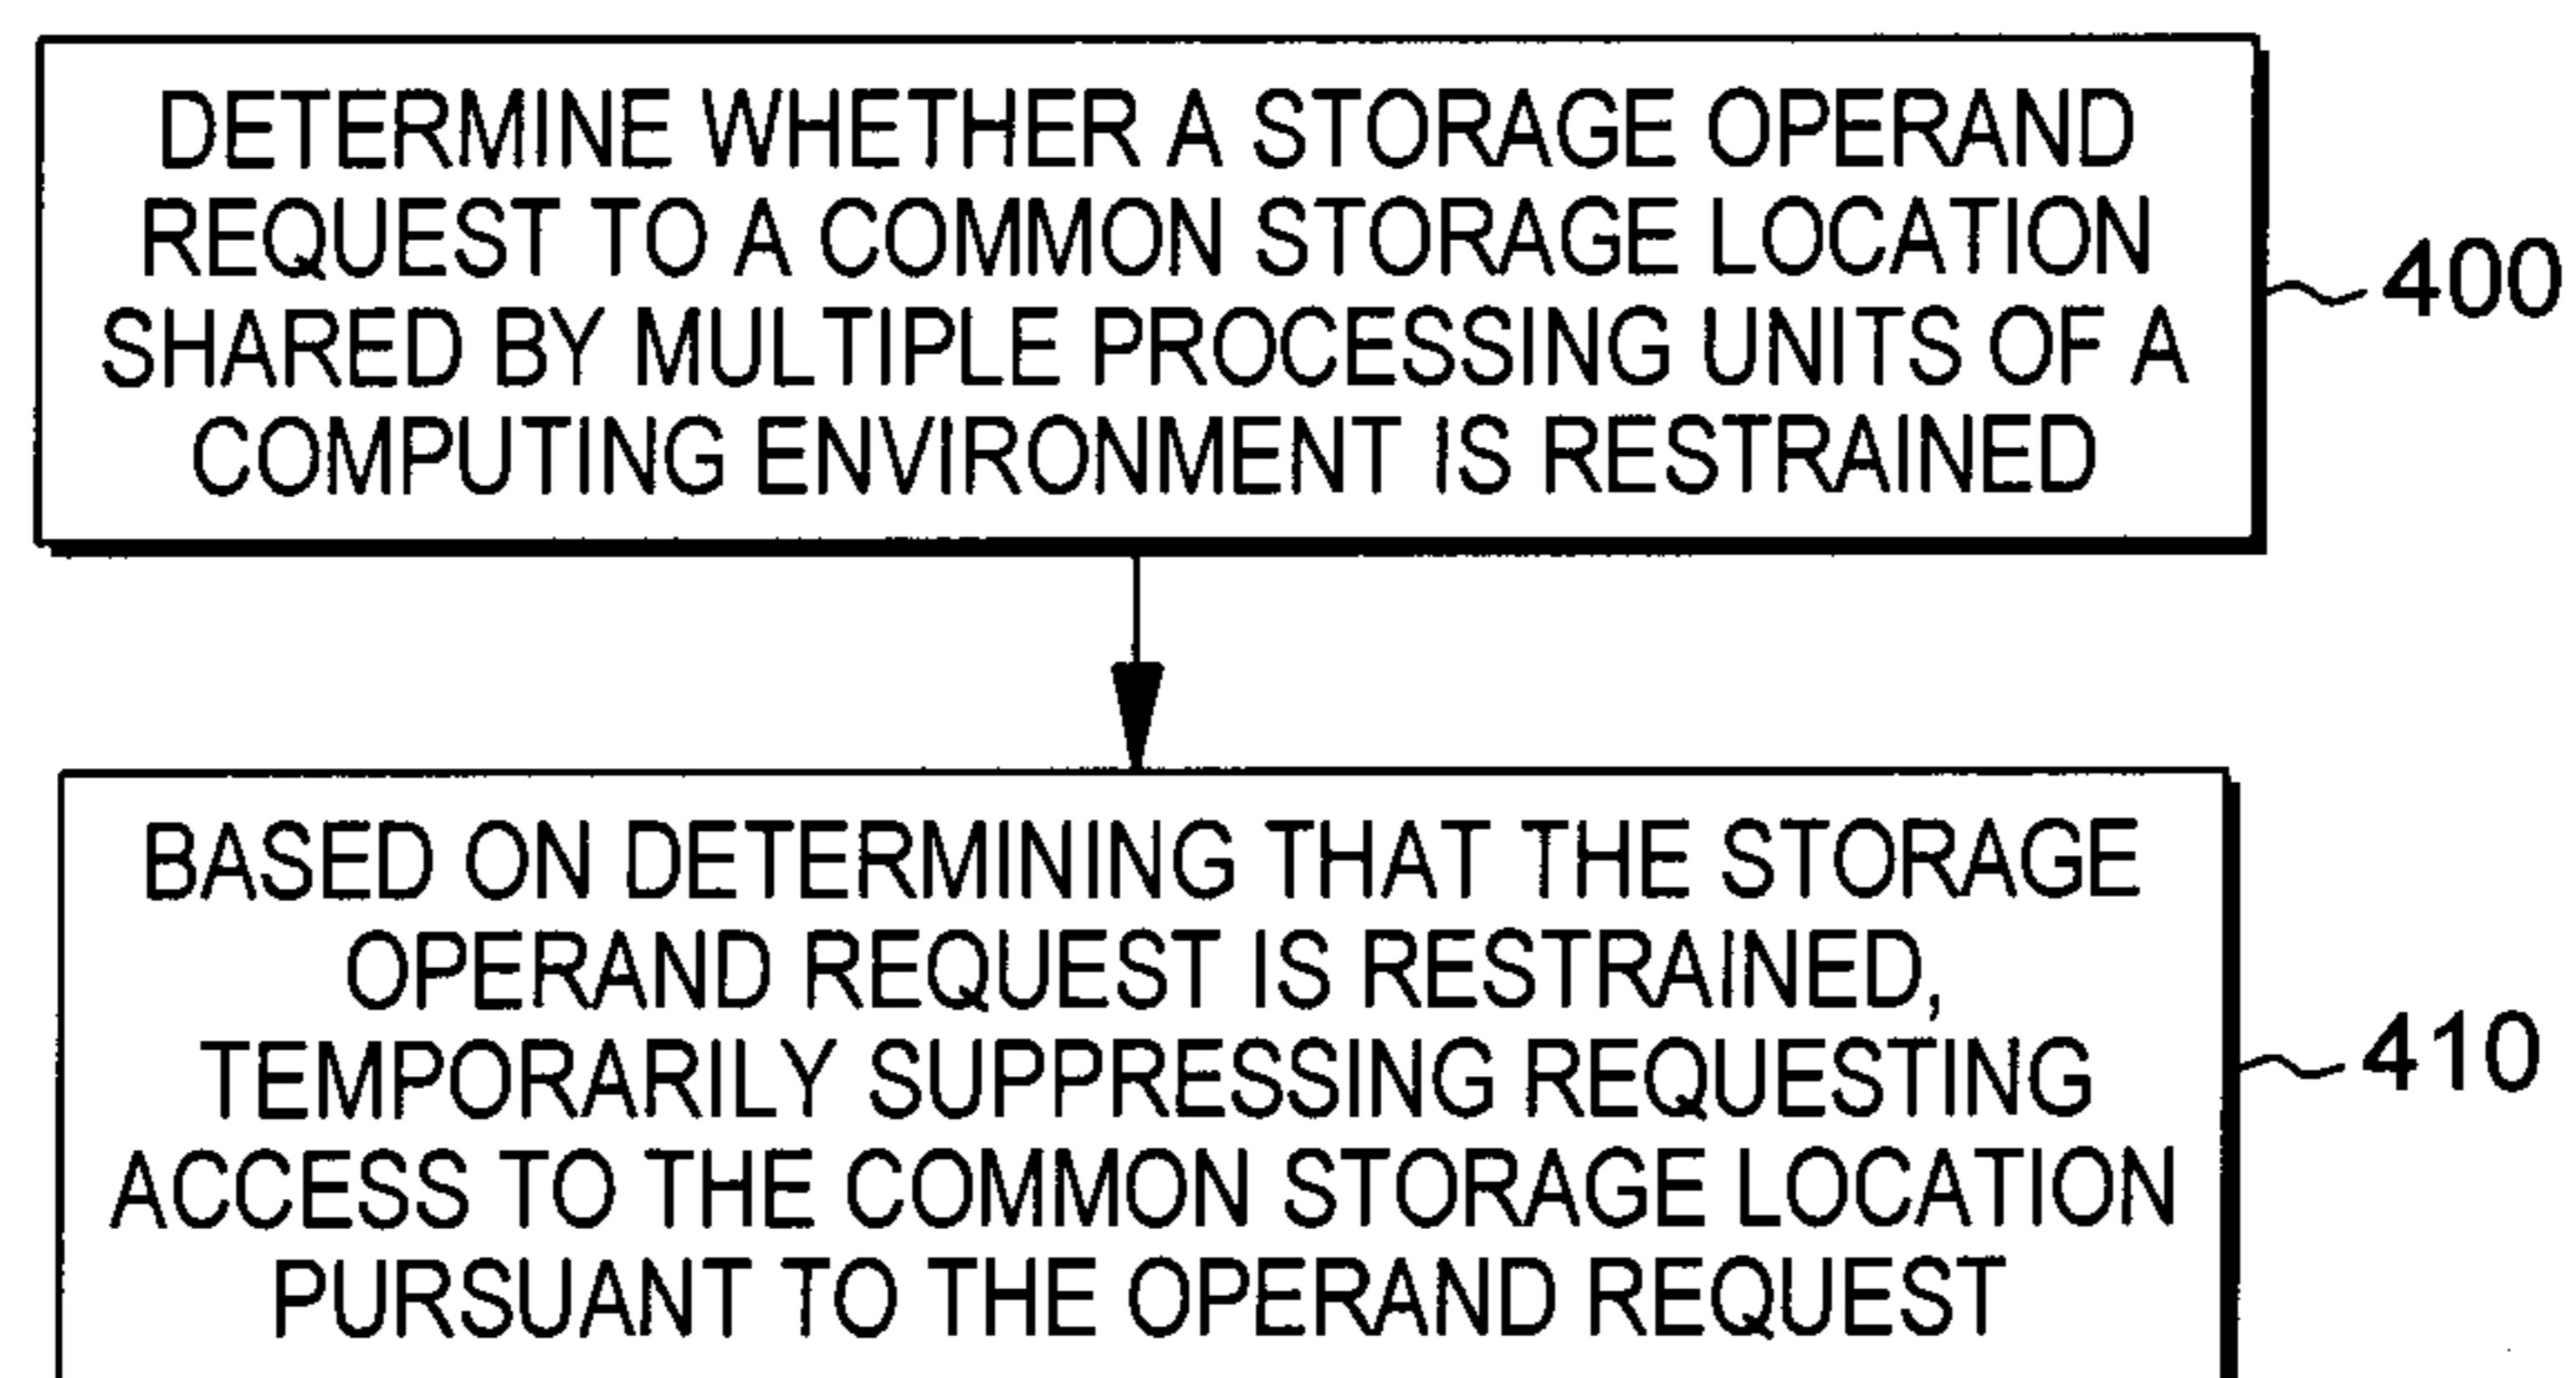 DETERMINE WHETHER A STORAGE OPERAND
REQUEST TO A COMMON STORAGE LOCATION
SHARED BY MULTIPLE PROCESSING UNITS OF A
COMPUTING ENVIRONMENT IS RESTRAINED
400
BASED ON DETERMINING THAT THE STORAGE
OPERAND REQUEST IS RESTRAINED,
TEMPORARILY SUPPRESSING REQUESTING
ACCESS TO THE COMMON STORAGE LOCATION
PURSUANT TO THE OPERAND REQUEST
410